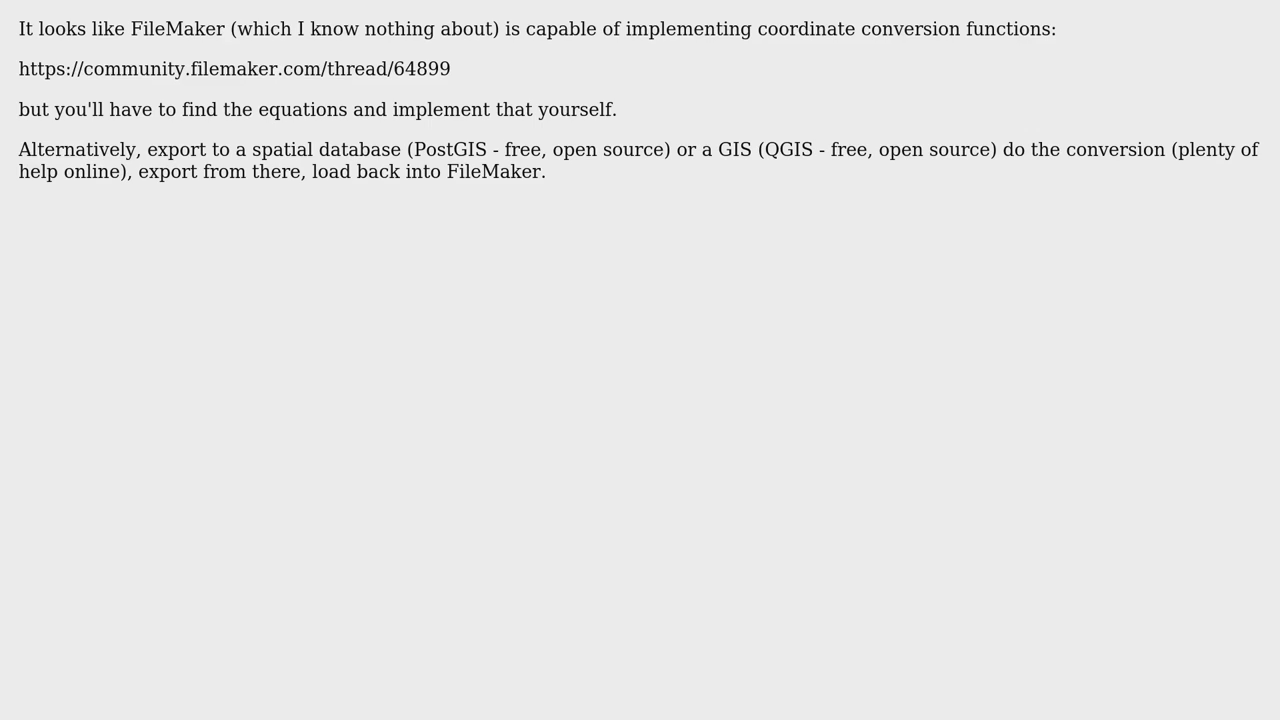 It looks like FileMaker (which I know nothing about) is capable of implementing coordinate conversion functions:
https://community.filemaker.com/thread/64899
but you'll have to find the equations and implement that yourself.
Alternatively, export to a spatial database (PostGIS - free, open source) or a GIS (QGIS - free, open source) do the conversion (plenty of
help online), export from there, load back into FileMaker.